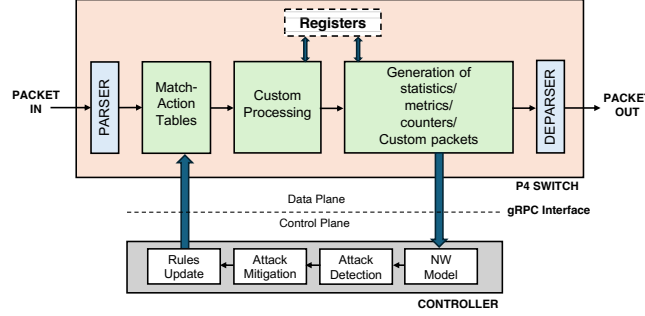 Registers
PACKET
IN
PARSER
Match-
Action
Tables
Custom
Processing
Generation of
statistics/
metrics/
counters/
Custom packets
DEPARSER
PACKET
OUT
P4 SWITCH
Data Plane
gRPC Interface
Control Plane
Rules
Update
Attack
Mitigation
Attack
Detection
NW
Model
CONTROLLER